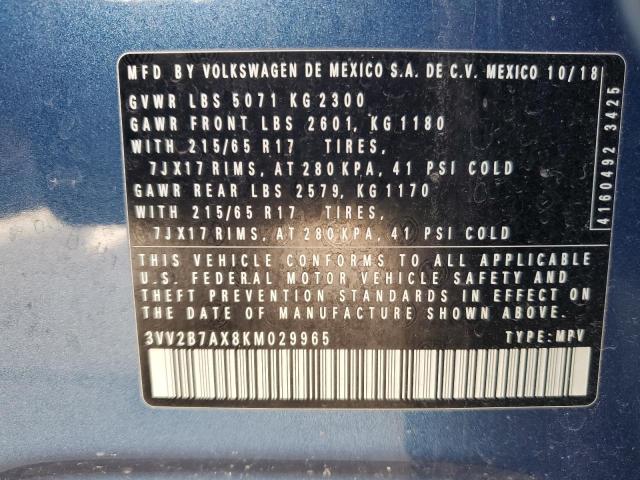 MFD BY VOLKSWAGEN DE MEXICO S.A. DE C.V. MEXICO 10/18
GVWR LBS 5071 KG 2300
GAWR FRONT LBS 2601, KG 1180
WITH 215/65 R17 TIRES,
7JX17 RIMS, AT 280 KPA, 41 PSI COLD
GAWR REAR LBS 2579, KG 1170
WITH 215/65 R17 TIRES,
7JX17 RIMS, AT 280 KPA, 41 PSI COLD
THIS VEHICLE CONFORMS TO ALL APPLICABLE
U.S. FEDERAL MOTOR VEHICLE SAFETY AND
THEFT PREVENTION STANDARDS IN EFFECT ON
THE DATE OF MANUFACTURE SHOWN ABOVE.
3VV2B7AX8KM029965 TYPE: MPV
4160492 3425